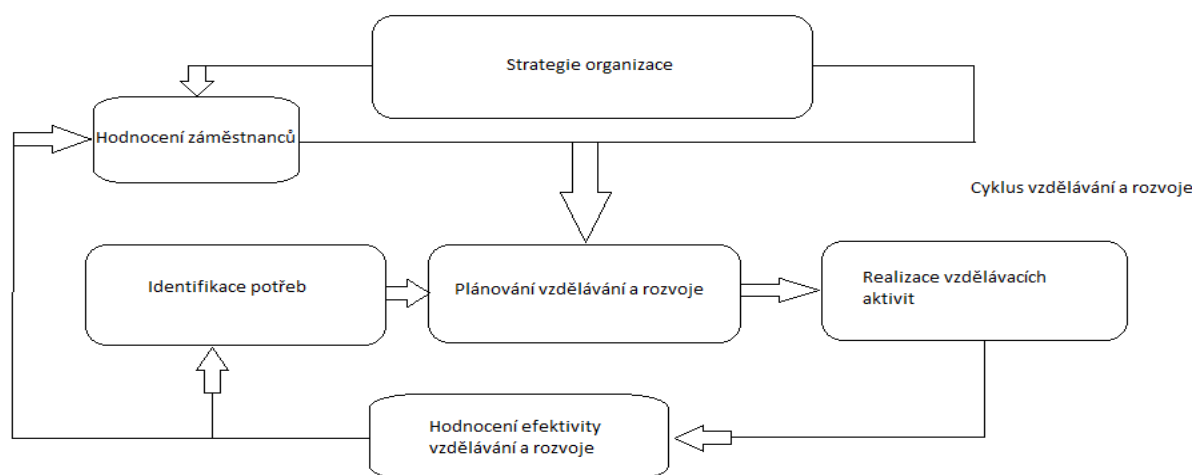 Strategie organizace
Hodnocení záměstnanců
Cyklus vzdělávání a rozvoje
Identifikace potřeb
Plánování vzdělávání a rozvoje
Realizace vzdělávacích
aktivit
Hodnocení efektivity
vzdělávání a rozvoje